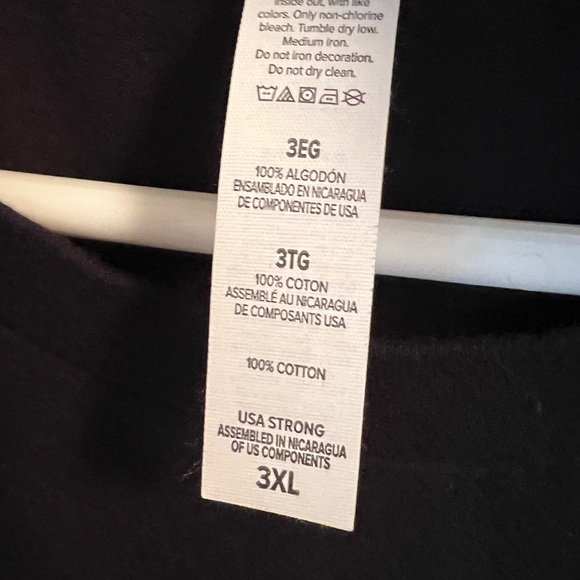 inside out, with like
colors. Only non-chlorine
bleach. Tumble dry low.
Medium iron.
Do not iron decoration.
Do not dry clean.
3EG
100% ALGODÓN
ENSAMBLADO EN NICARAGUA
DE COMPONENTES DE USA
3TG
100% COTON
ASSEMBLÉ AU NICARAGUA
DE COMPOSANTS USA
100% COTTON
USA STRONG
ASSEMBLED IN NICARAGUA
OF US COMPONENTS
3XL